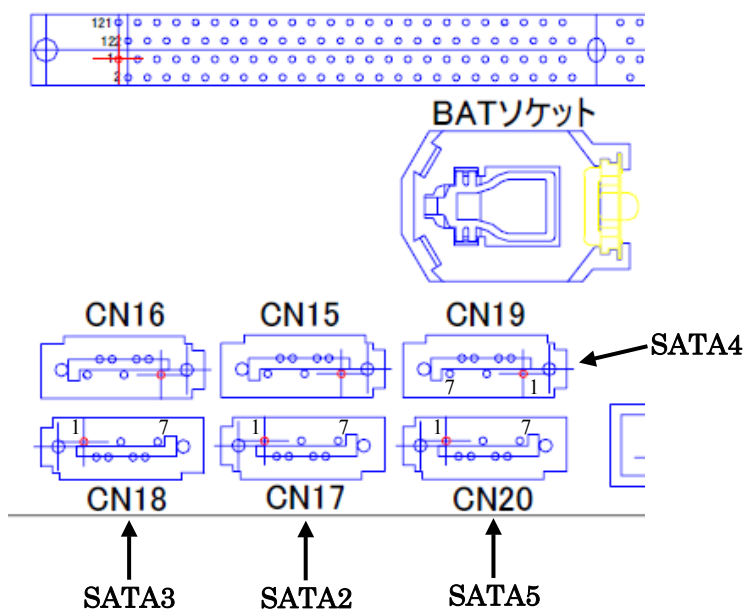 121
122
1
2
BATソケット
CN16 CN15 CN19
SATA4
7 1
1 7 1 7 1 7
CN18 CN17 CN20
SATA3 SATA2 SATA5